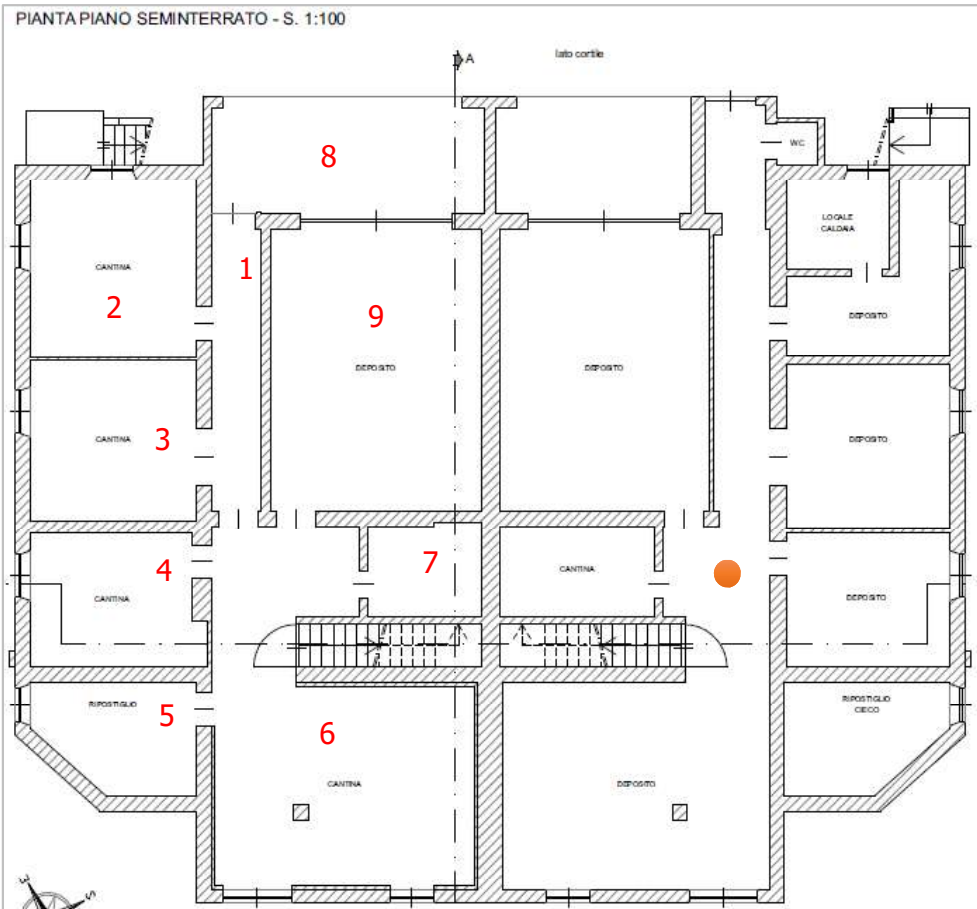 PIANTA PIANO SEMINTERRATO - S. 1:100
A
lato cortile
8
WC
LOCALE
CALDAIA
1
CANTINA
2
9
DEPOSITO
DEPOSITO
DEPOSITO
CANTINA
3
DEPOSITO
7
4
CANTINA
CANTINA
DEPOSITO
RIPOSTIGLIO
5
6
CANTINA
DEPOSITO
RIPOSTIGLIO
CIECO
3
S